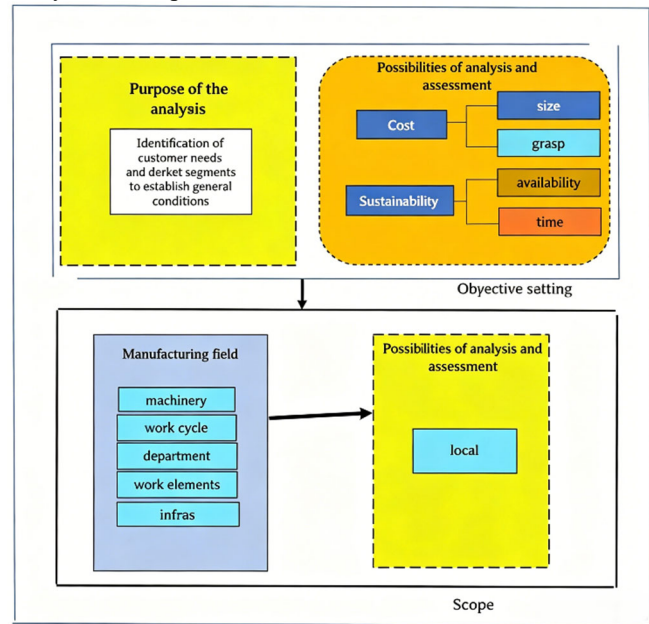 Purpose of the
analysis
Identification of
customer needs
and derket segments
to establish general
conditions
Possibilities of analysis and
assessment
Cost
size
grasp
Sustainability
availability
time
Obyective setting
Manufacturing field
machinery
work cycle
department
work elements
infras
Possibilities of analysis and
assessment
local
Scope